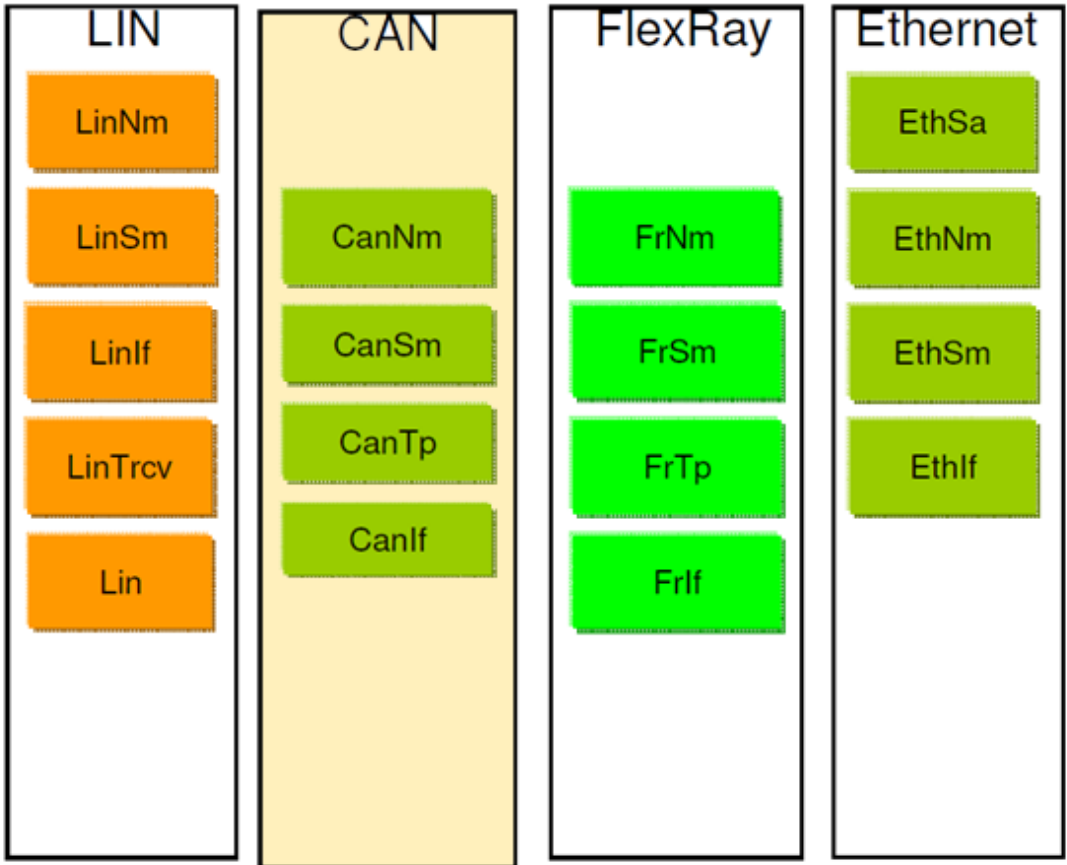 LIN
LinNm
LinSm
LinIf
LinTrcv
Lin
CAN
CanNm
CanSm
CanTp
CanIf
FlexRay
FrNm
FrSm
FrTp
FrIf
Ethernet
EthSa
EthNm
EthSm
EthIf